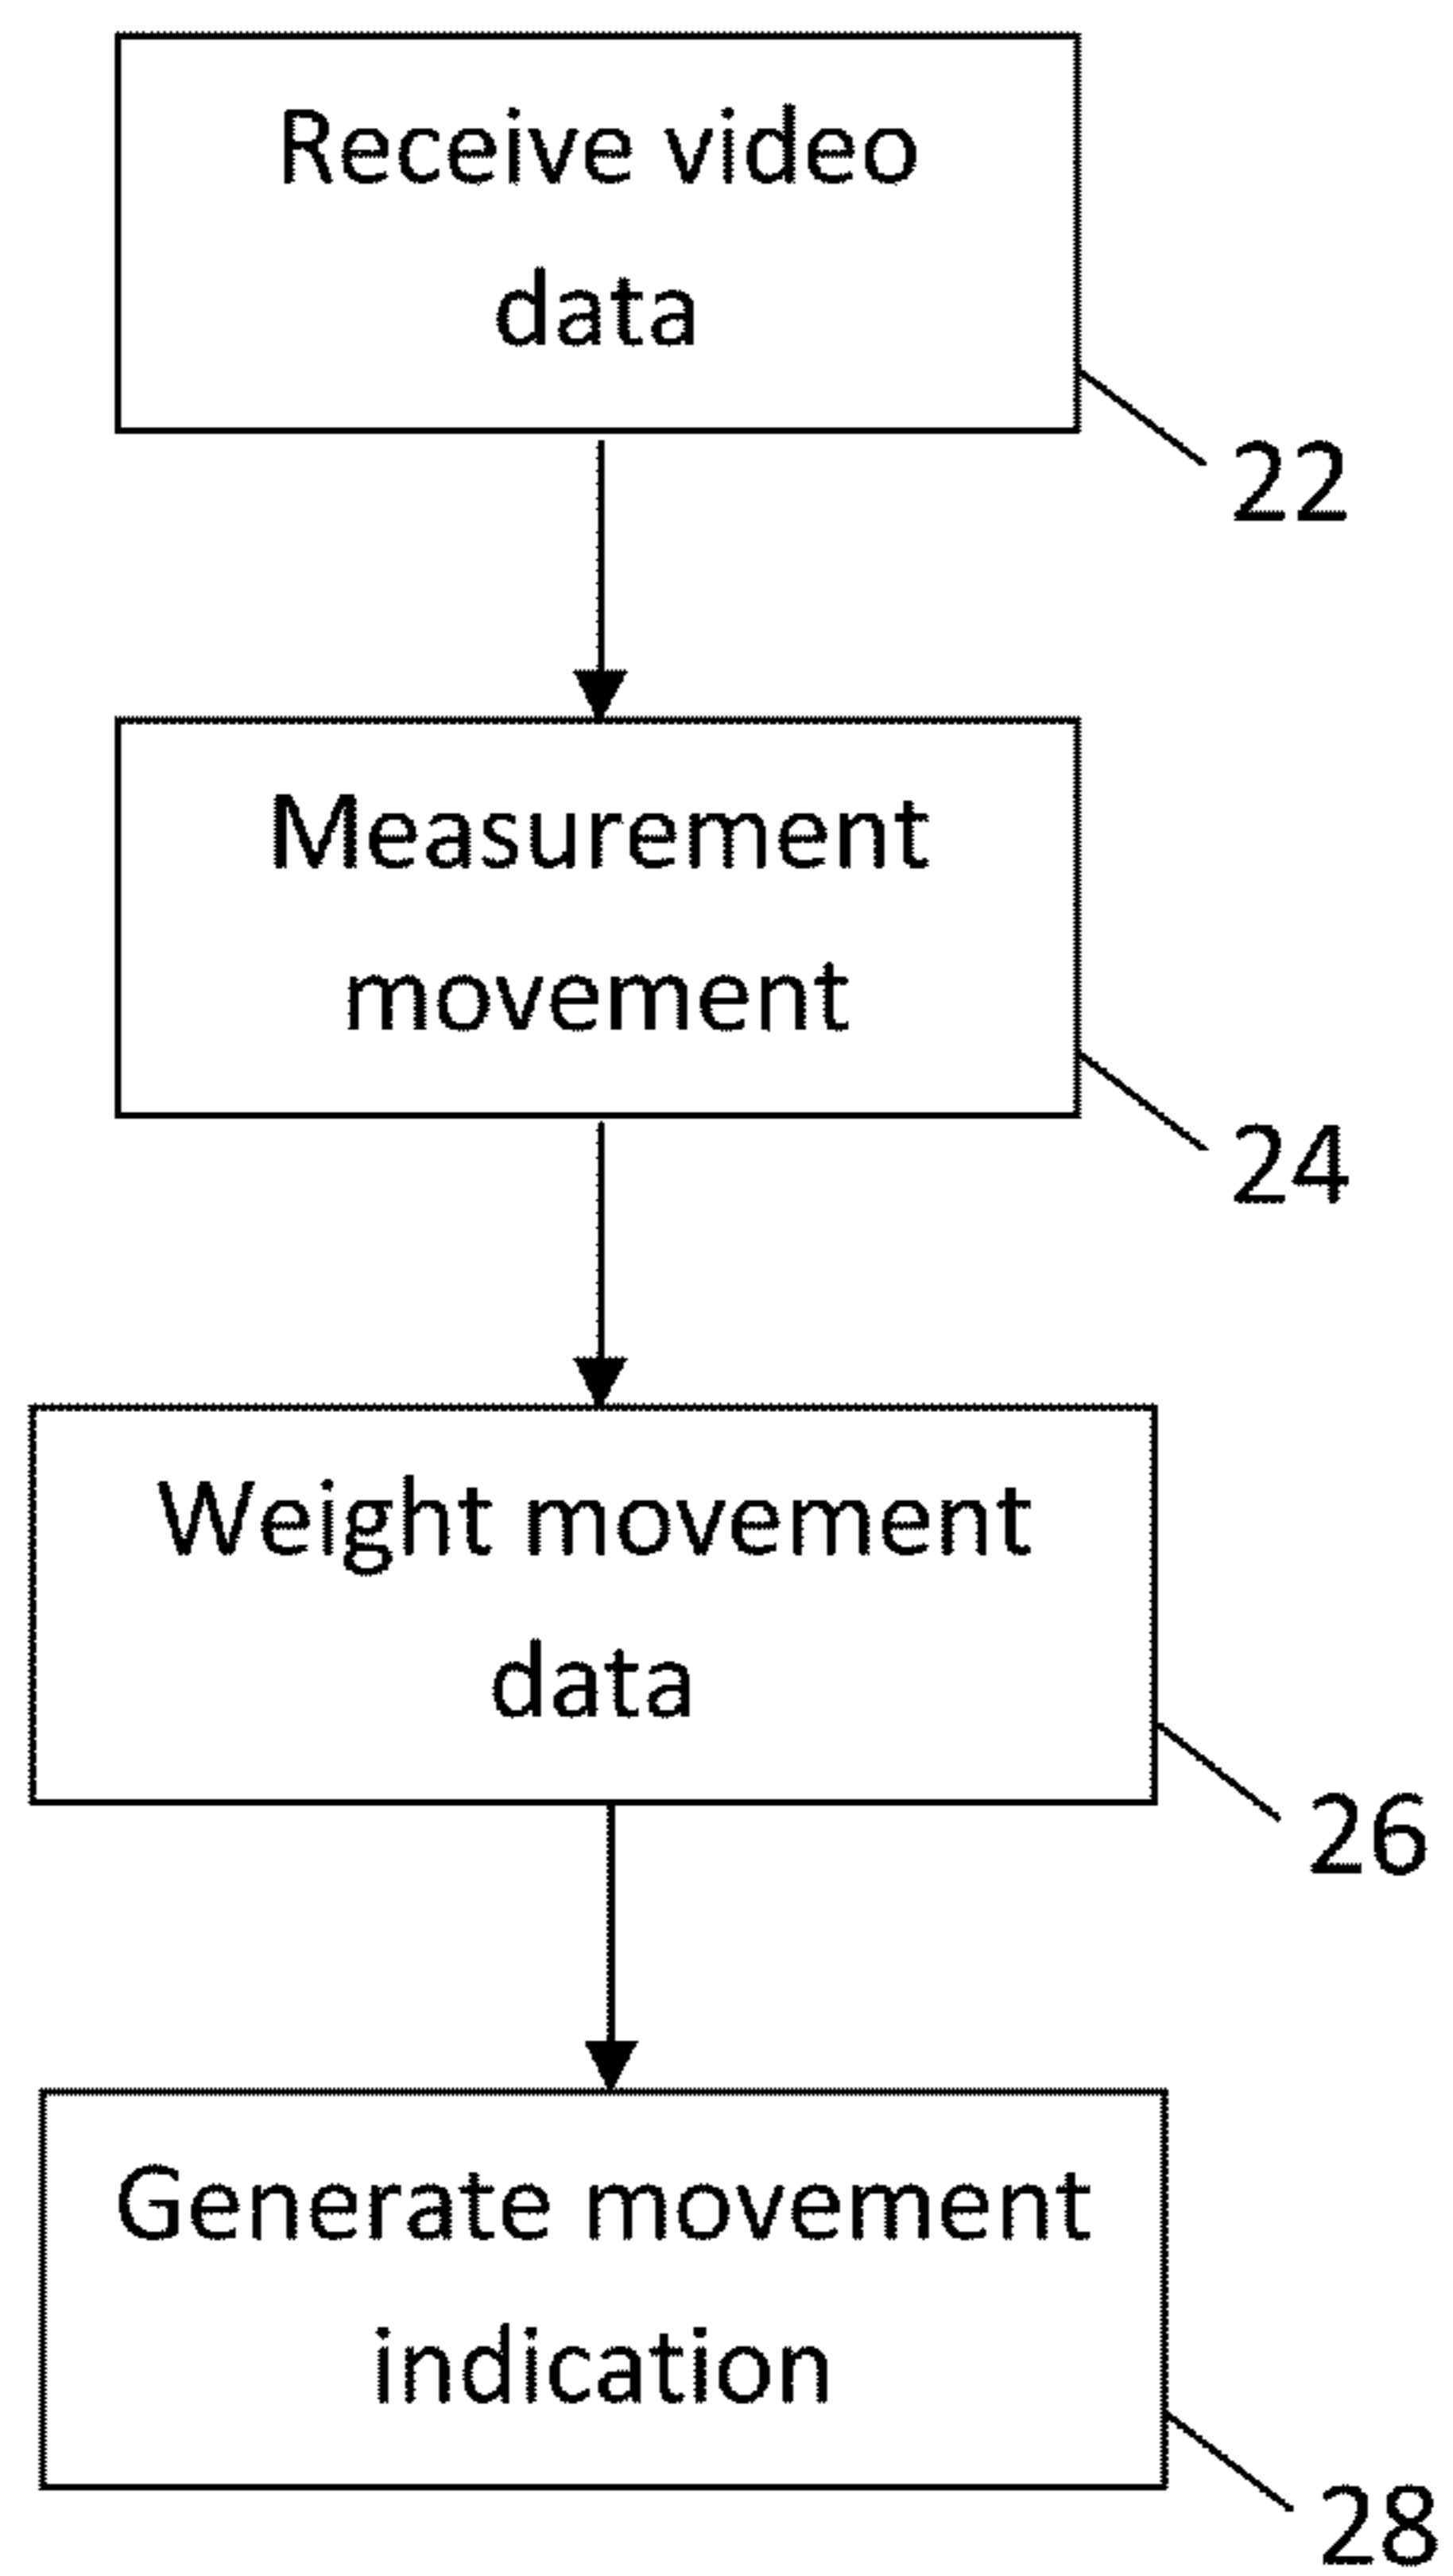 Receive video
data
22
Measurement
movement
24
Weight movement
data
26
Generate movement
indication
28